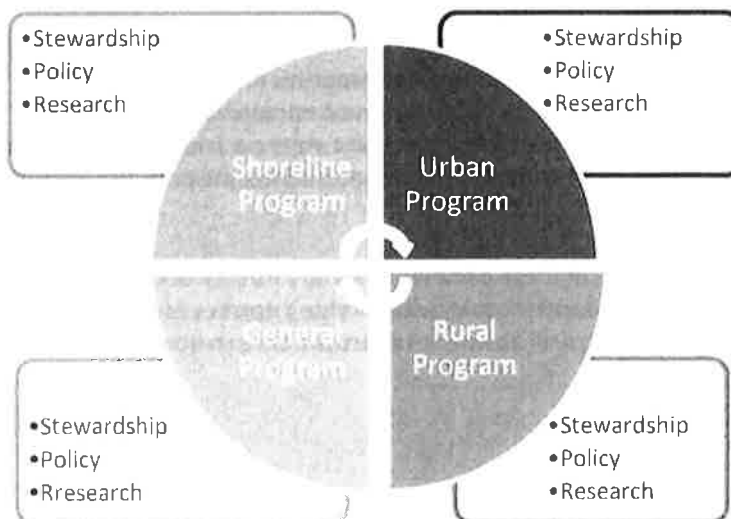 •Stewardship
•Policy
•Research
•Stewardship
•Policy
•Research
Shoreline
Program
Urban
Program
General
Program
Rural
Program
•Stewardship
•Policy
•Rresearch
•Stewardship
•Policy
•Research